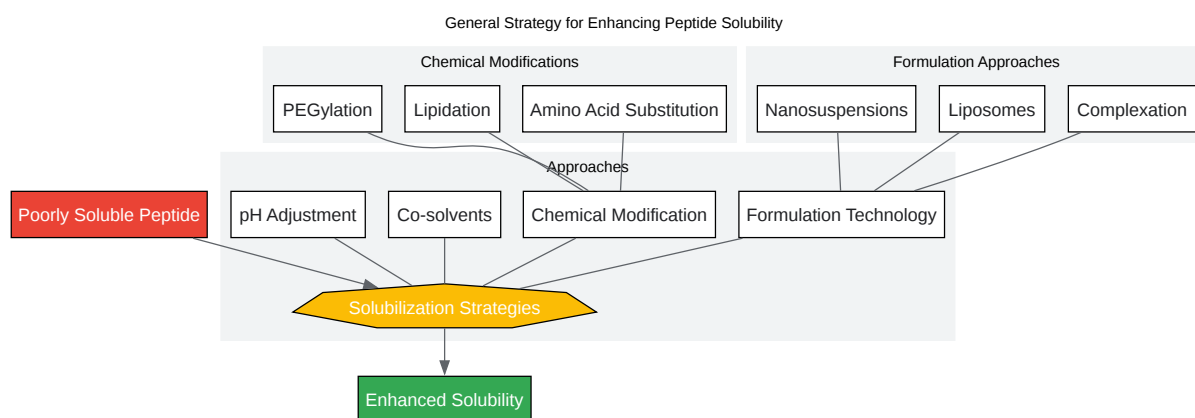 General Strategy for Enhancing Peptide Solubility
Chemical Modifications
Formulation Approaches
PEGylation
Lipidation
Amino Acid Substitution
Nanosuspensions
Liposomes
Complexation
Approaches
Poorly Soluble Peptide
pH Adjustment
Co-solvents
Chemical Modification
Formulation Technology
Solubilization Strategies
Enhanced Solubility